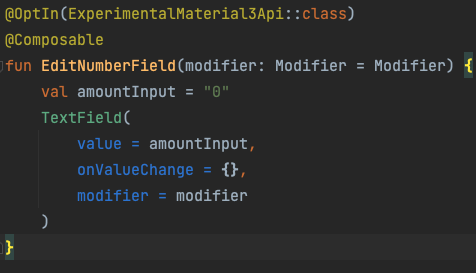 @OptIn(ExperimentalMaterial3Api::class)
@Composable
fun EditNumberField(modifier: Modifier = Modifier) {
    val amountInput = "0"
    TextField(
        value = amountInput,
        onValueChange = {},
        modifier = modifier
    )
}